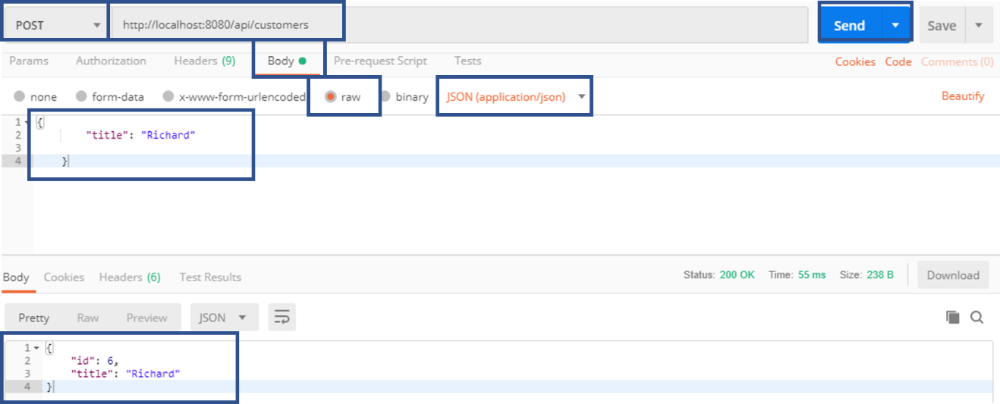 POST http://localhost:8080/api/customers Send Save
Params Authorization Headers (9) Body Pre-request Script Tests Cookies Code Comments (0)
none form-data x-www-form-urlencoded raw binary JSON (application/json) Beautify
1 {
2 "title": "Richard"
3
4 }
Body Cookies Headers (6) Test Results Status: 200 OK Time: 55 ms Size: 238 B Download
Pretty Raw Preview JSON
1 {
2 "id": 6,
3 "title": "Richard"
4 }